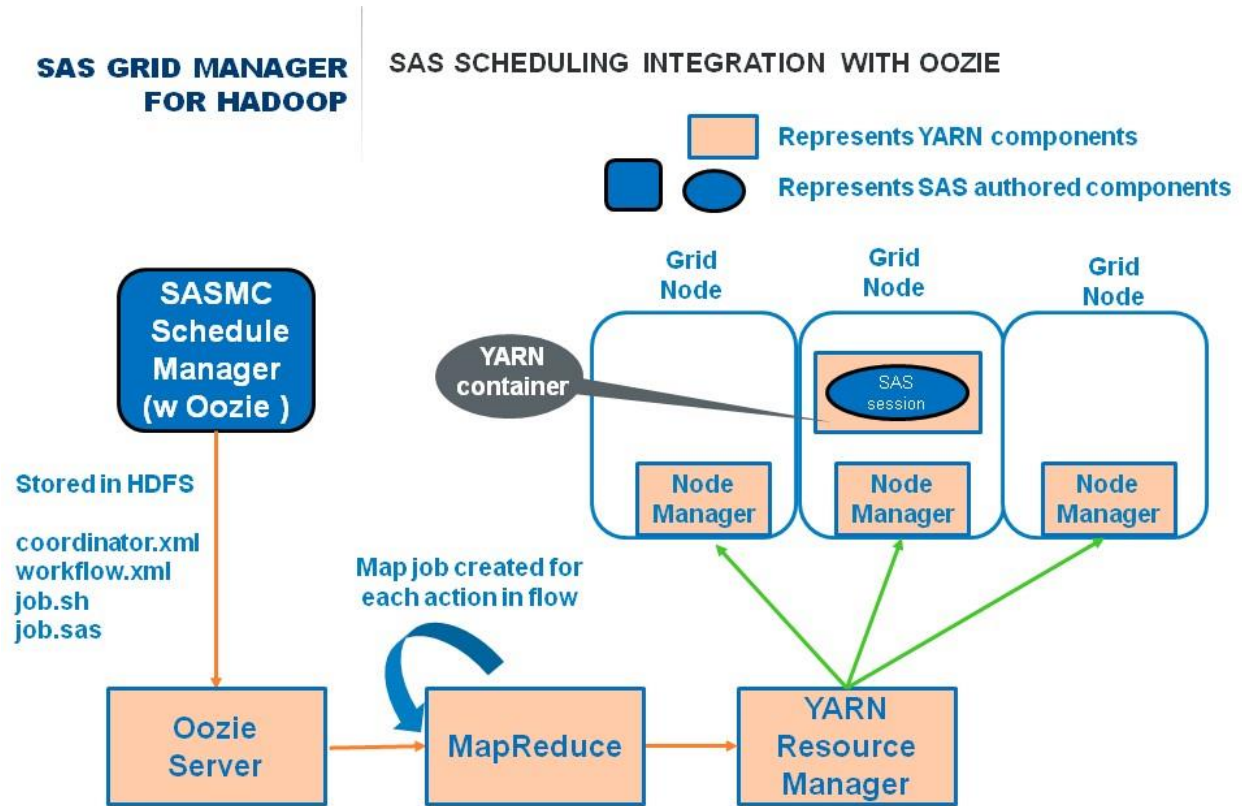 SAS GRID MANAGER
FOR HADOOP
SAS SCHEDULING INTEGRATION WITH OOZIE
Represents YARN components
Represents SAS authored components
SASMC
Schedule
Manager
(w Oozie )
Stored in HDFS
coordinator.xml
workflow.xml
job.sh
job.sas
Grid
Node
Grid
Node
Grid
Node
YARN
container
SAS
session
Node
Manager
Node
Manager
Node
Manager
Map job created for
each action in flow
Oozie
Server
MapReduce
YARN
Resource
Manager